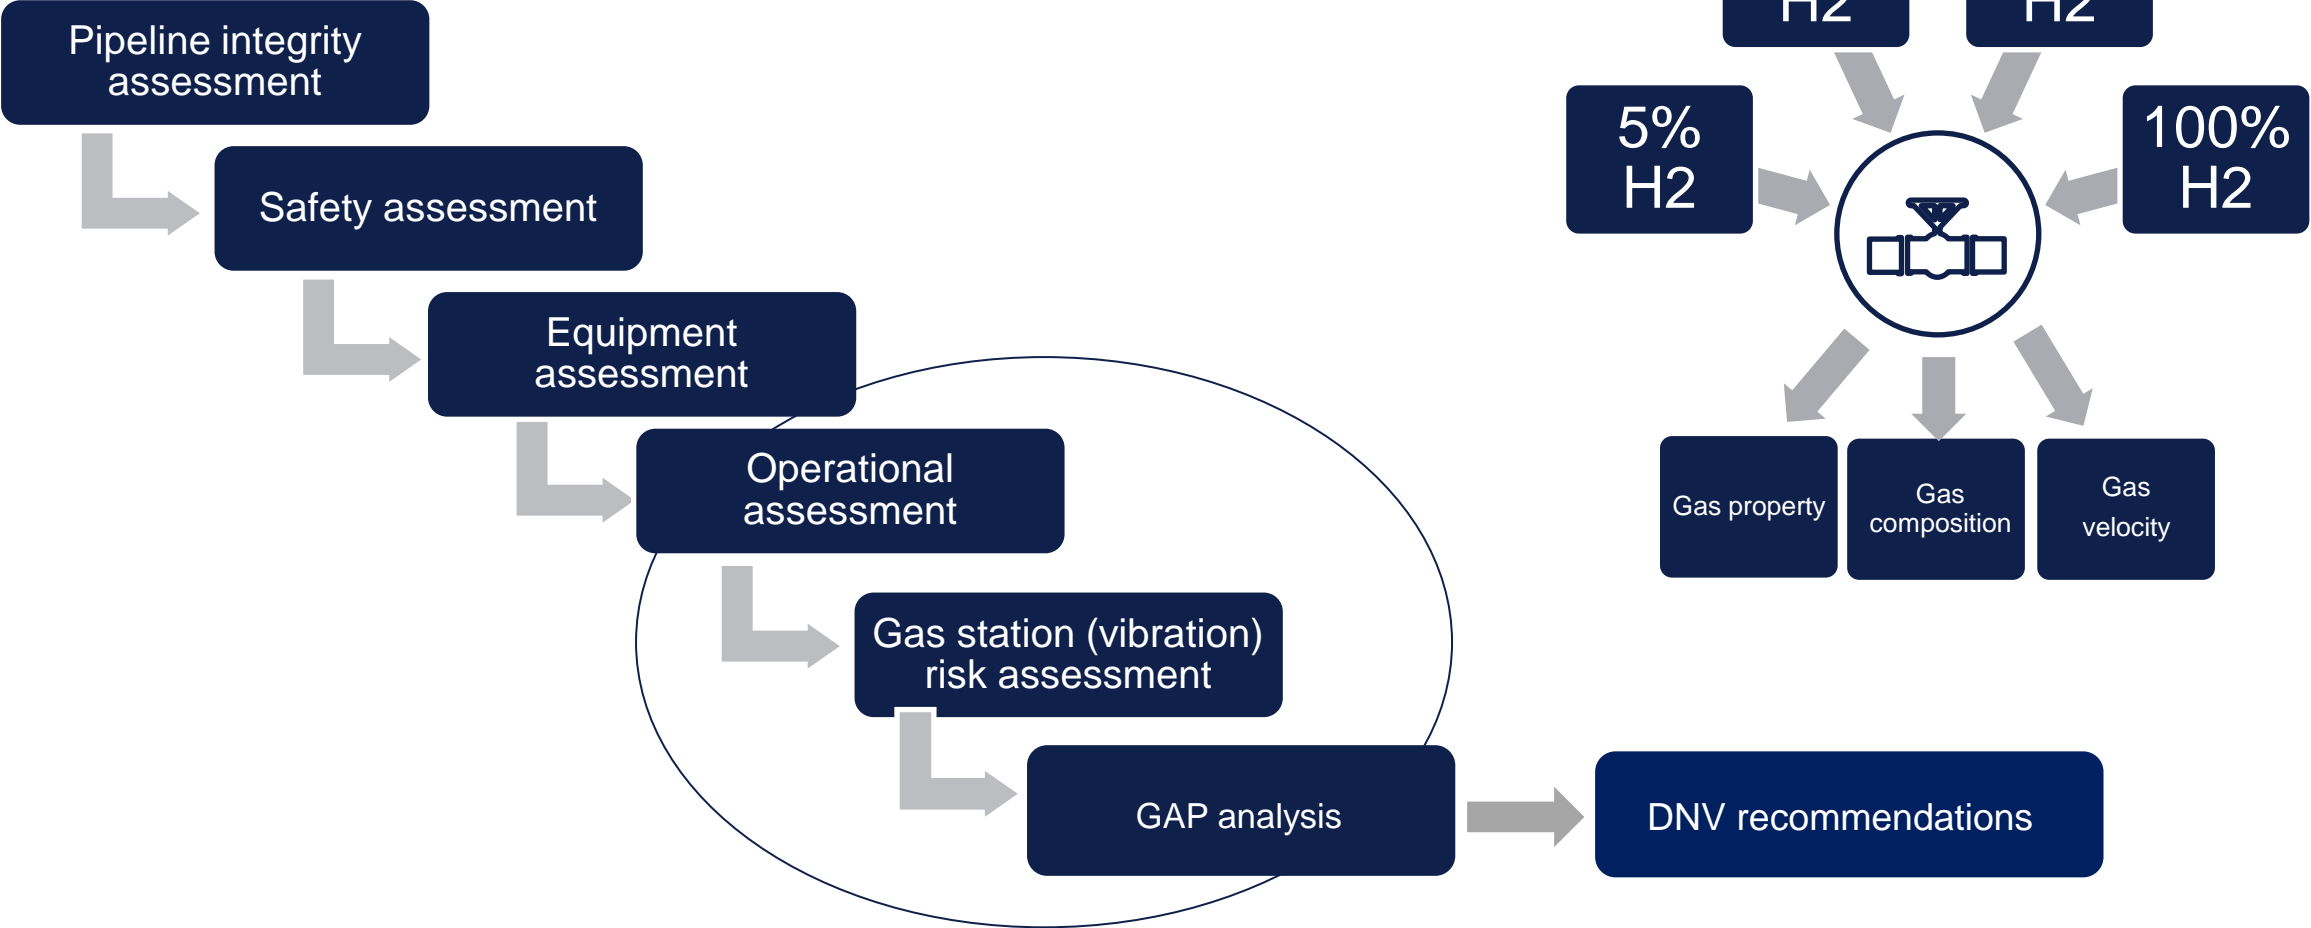 Pipeline integrity
assessment
Safety assessment
Equipment
assessment
Operational
assessment
Gas station (vibration)
risk assessment
GAP analysis
DNV recommendations
H2
H2
5%
H2
100%
H2
Gas property
Gas
composition
Gas
velocity